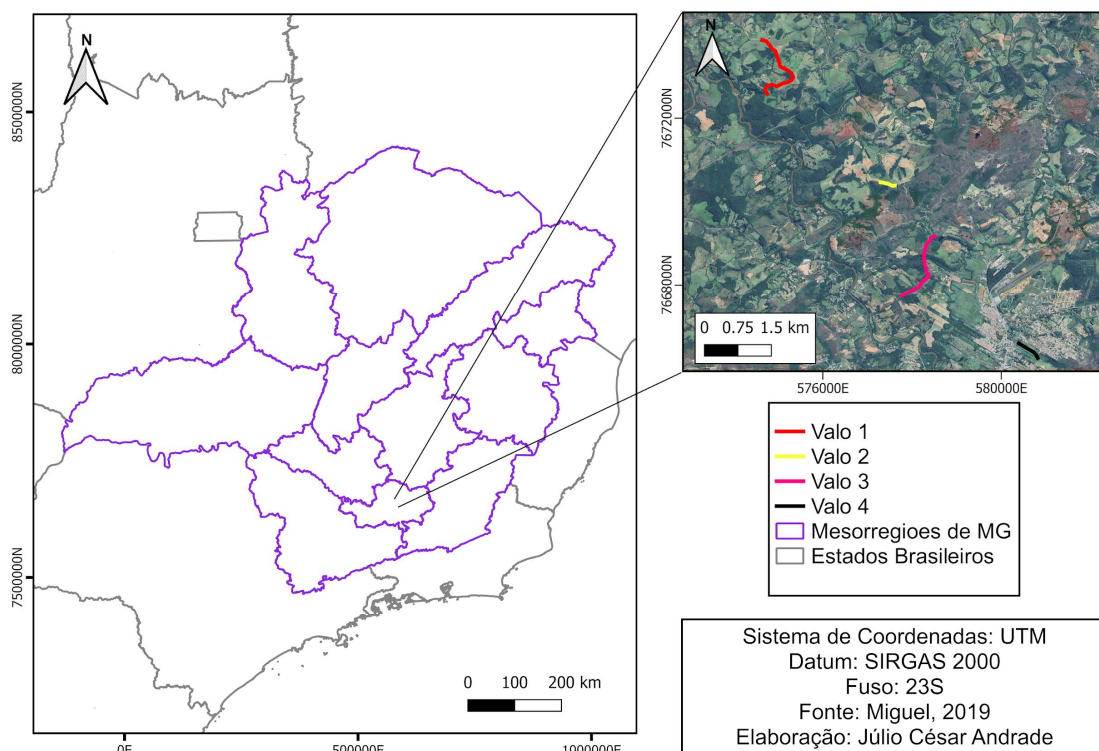 N
8500000N
8000000N
7500000N
0E
5000000E
1000000E
0 100 200 km
N
7672000N
7668000N
0 0.75 1.5 km
576000E
580000E
Valo 1
Valo 2
Valo 3
Valo 4
Mesorregioes de MG
Estados Brasileiros
Sistema de Coordenadas: UTM
Datum: SIRGAS 2000
Fuso: 23S
Fonte: Miguel, 2019
Elaboração: Júlio César Andrade